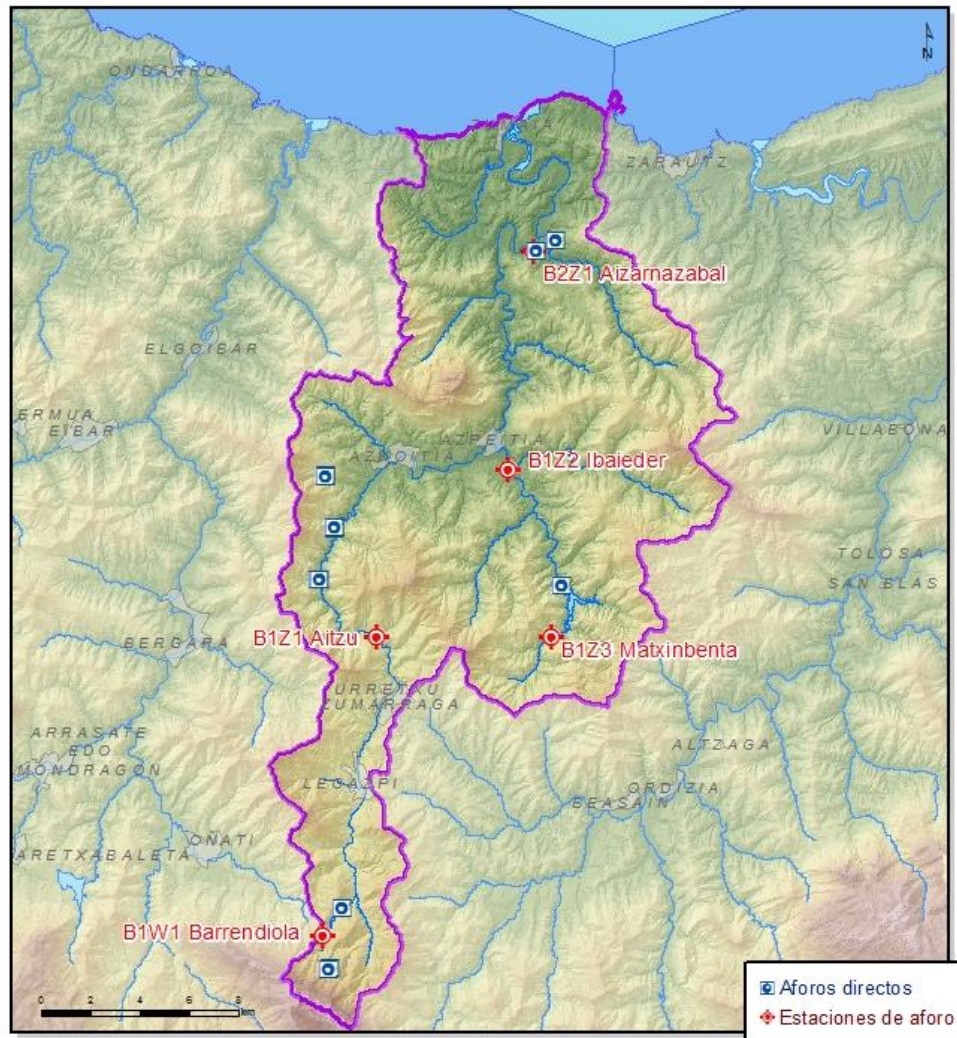 N
ONDARROA
ZARAUTZ
B2Z1 Aizarnazabal
ELGOIBAR
ERMUA
EIBAR
VILLABONA
AZPEITIA
AZKOITIA
B1Z2 Ibaieder
TOLOSA
SAN BLAS
BERGARA
B1Z1 Aitzu
B1Z3 Matxinbenta
URRETXU
ZUMARRAGA
ARRASATE
EDO
MONDRAGON
ALTZAGA
LEGAZPI
ORDIZIA
BEASAIN
OÑATI
ARETXABALETA
B1W1 Barrendiola
0 2 4 6 8
km
Aforos directos
Estaciones de aforo